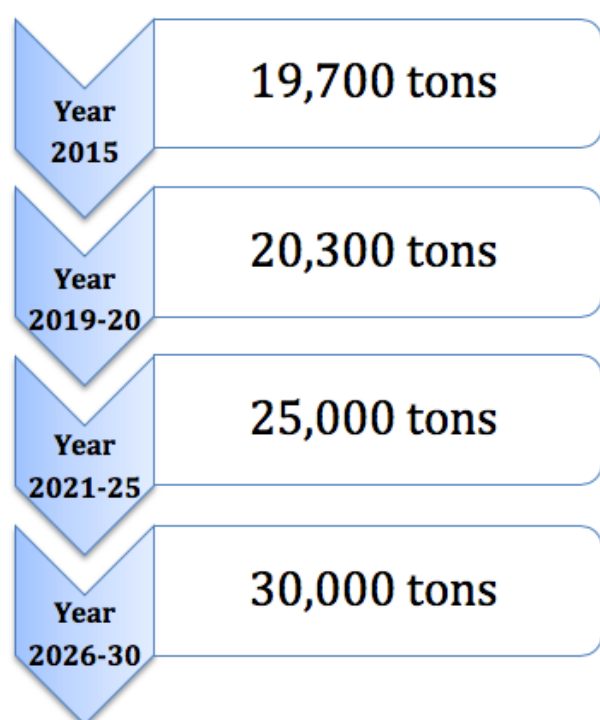 Year
2015
19,700 tons
Year
2019-20
20,300 tons
Year
2021-25
25,000 tons
Year
2026-30
30,000 tons